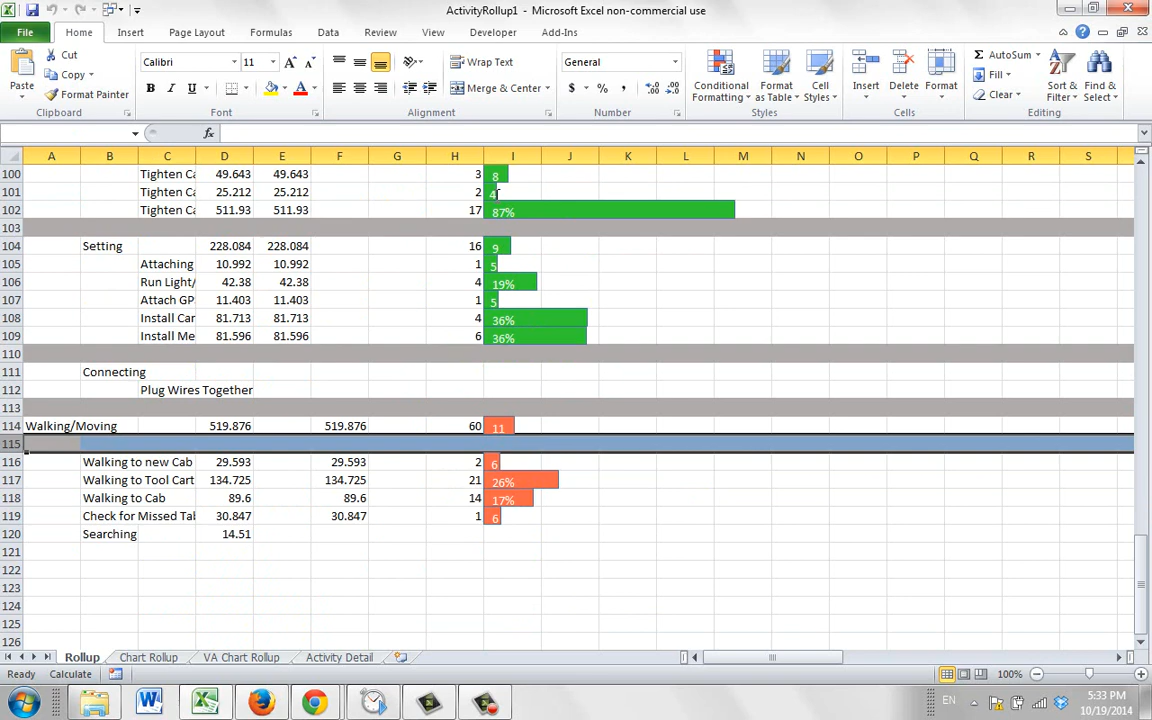 ActivityRollup1 - Microsoft Excel non-commercial use
File Home Insert Page Layout Formulas Data Review View Developer Add-Ins
Paste
Cut
Copy
Format Painter
Clipboard
Calibri 11
B I U
Font
Wrap Text
Merge & Center
Alignment
General
$ % ,
Number
Conditional Formatting
Format as Table
Cell Styles
Styles
Insert Delete Format
Cells
AutoSum
Fill
Clear
Sort & Filter
Find & Select
Editing
fx
A B C D E F G H I J K L M N O P Q R S
100 Tighten Ca 49.643 49.643 3 8
101 Tighten Ca 25.212 25.212 2 4
102 Tighten Ca 511.93 511.93 17 87%
103
104 Setting 228.084 228.084 16 9
105 Attaching 10.992 10.992 1 5
106 Run Light/ 42.38 42.38 4 19%
107 Attach GP 11.403 11.403 1 5
108 Install Car 81.713 81.713 4 36%
109 Install Me 81.596 81.596 6 36%
110
111 Connecting
112 Plug Wires Together
113
114 Walking/Moving 519.876 519.876 60 11
115
116 Walking to new Cab 29.593 29.593 2 6
117 Walking to Tool Cart 134.725 134.725 21 26%
118 Walking to Cab 89.6 89.6 14 17%
119 Check for Missed Tal 30.847 30.847 1 6
120 Searching 14.51
121
122
123
124
125
126
Rollup Chart Rollup VA Chart Rollup Activity Detail
Ready Calculate 100%
EN 5:33 PM
10/19/2014